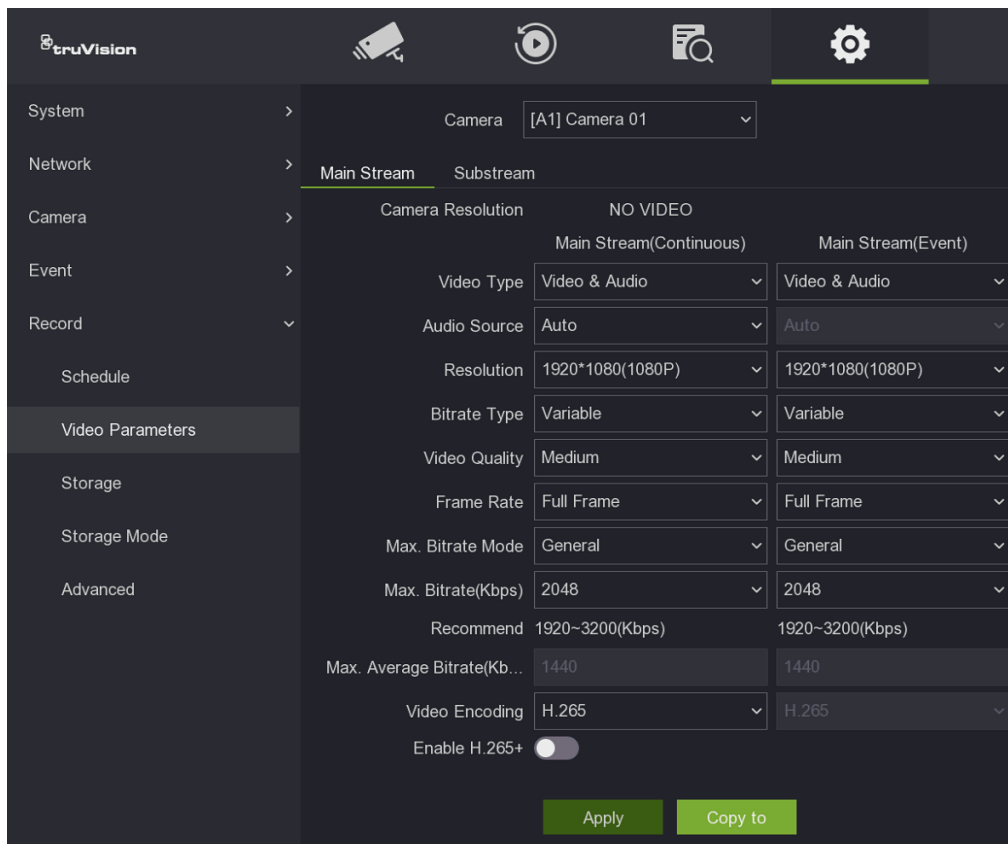 truVision
System
Network
Camera
Event
Record
Schedule
Video Parameters
Storage
Storage Mode
Advanced
Camera [A1] Camera 01
Main Stream Substream
Camera Resolution NO VIDEO
Main Stream(Continuous) Main Stream(Event)
Video Type Video & Audio Video & Audio
Audio Source Auto Auto
Resolution 1920*1080(1080P) 1920*1080(1080P)
Bitrate Type Variable Variable
Video Quality Medium Medium
Frame Rate Full Frame Full Frame
Max. Bitrate Mode General General
Max. Bitrate(Kbps) 2048 2048
Recommend 1920~3200(Kbps) 1920~3200(Kbps)
Max. Average Bitrate(Kb... 1440 1440
Video Encoding H.265 H.265
Enable H.265+
Apply Copy to